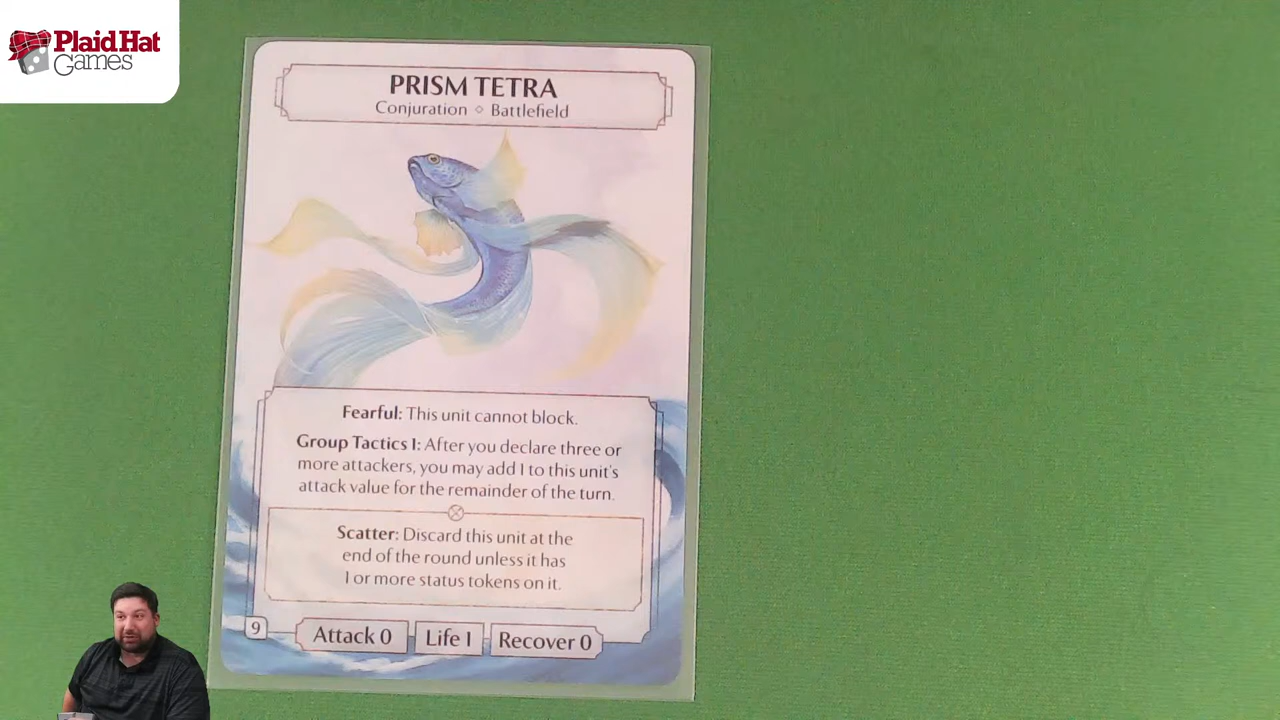 PlaidHat
Games
PRISM TETRA
Conjuration ◇ Battlefield
Fearful: This unit cannot block.
Group Tactics 1: After you declare three or
more attackers, you may add 1 to this unit's
attack value for the remainder of the turn.
Scatter: Discard this unit at the
end of the round unless it has
1 or more status tokens on it.
9
Attack 0
Life 1
Recover 0